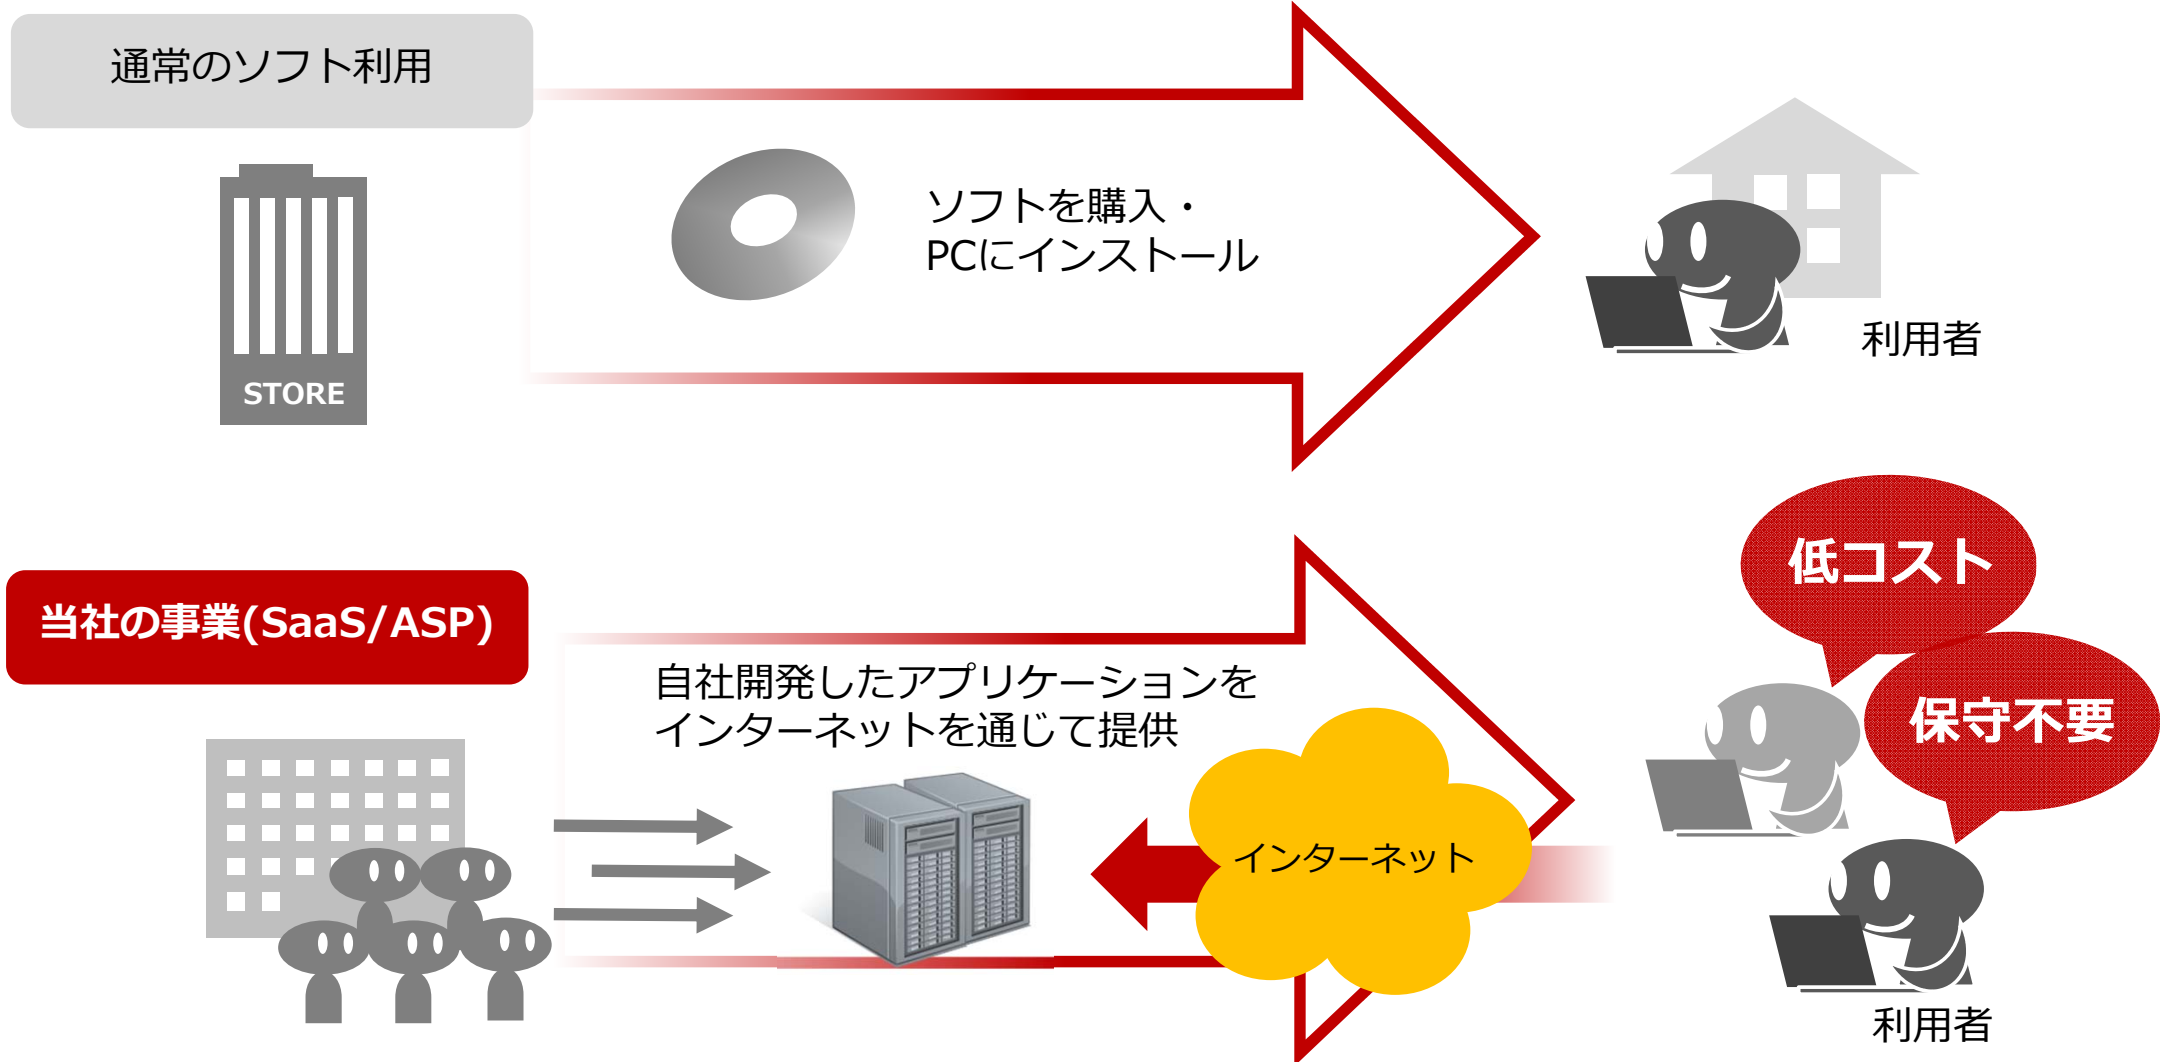 通常のソフト利用
STORE
ソフトを購入・
PCにインストール
利用者
当社の事業(SaaS/ASP)
自社開発したアプリケーションを
インターネットを通じて提供
インターネット
低コスト
保守不要
利用者